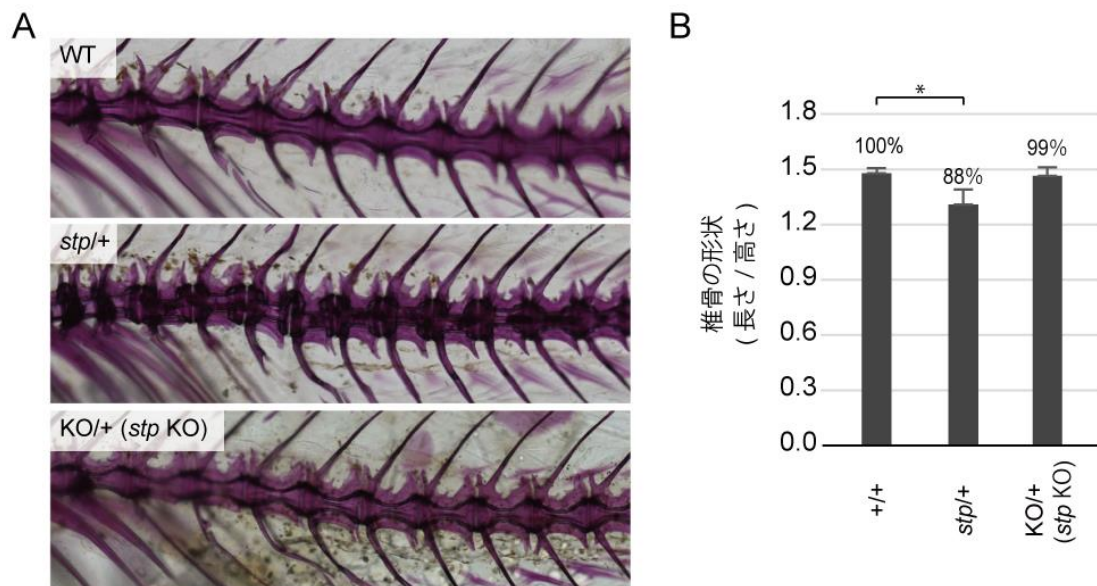 A
WT
stp/+
KO/+ (stp KO)
B
*
100%
88%
99%
椎骨の形状
( 長さ / 高さ )
1.8
1.5
1.2
0.9
0.6
0.3
0.0
+/+
stp/+
KO/+
(stp KO)